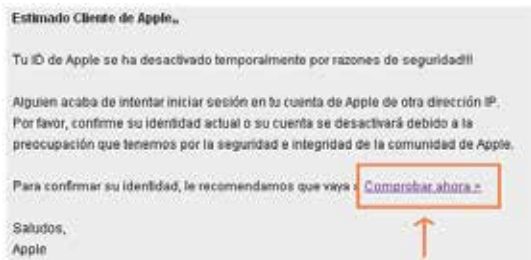 Estimado Cliente de Apple,,
Tu ID de Apple se ha desactivado temporalmente por razones de seguridad!!!
Alguien acaba de intentar iniciar sesión en tu cuenta de Apple de otra dirección IP.
Por favor, confirme su identidad actual o su cuenta se desactivará debido a la
preocupación que tenemos por la seguridad e integridad de la comunidad de Apple.
Para confirmar su identidad, le recomendamos que vaya a Comprobar ahora »
Saludos,
Apple